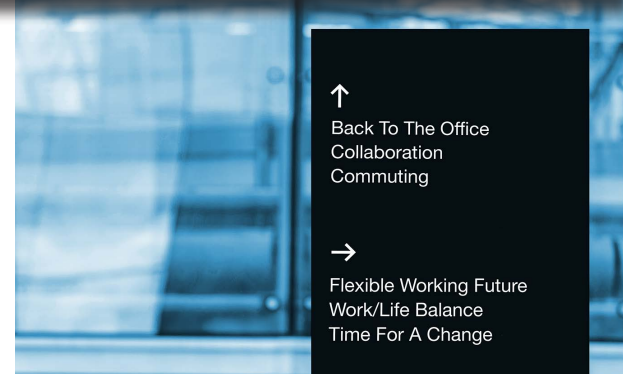 ↑
Back To The Office
Collaboration
Commuting
→
Flexible Working Future
Work/Life Balance
Time For A Change